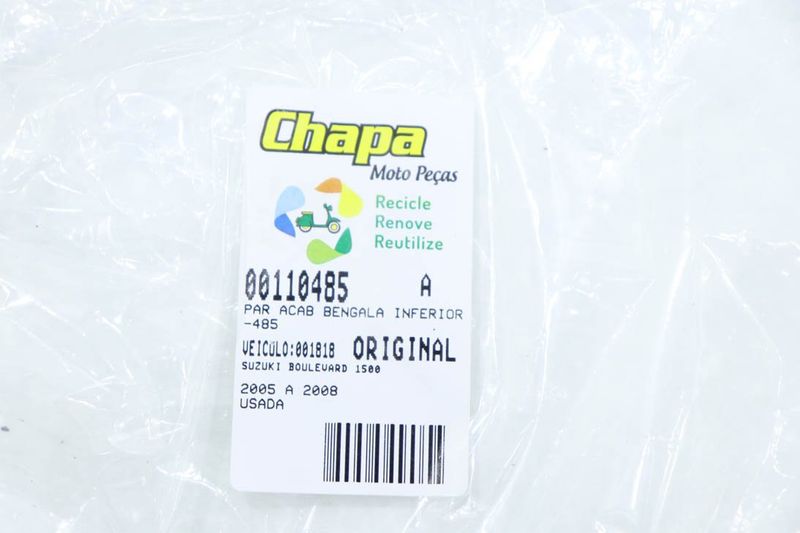 Chapa
Moto Peças
Recicle
Renove
Reutilize
00110485 A
PAR ACAB BENGALA INFERIOR
-485
VEICULO:001818 ORIGINAL
SUZUKI BOULEVARD 1500
2005 A 2008
USADA